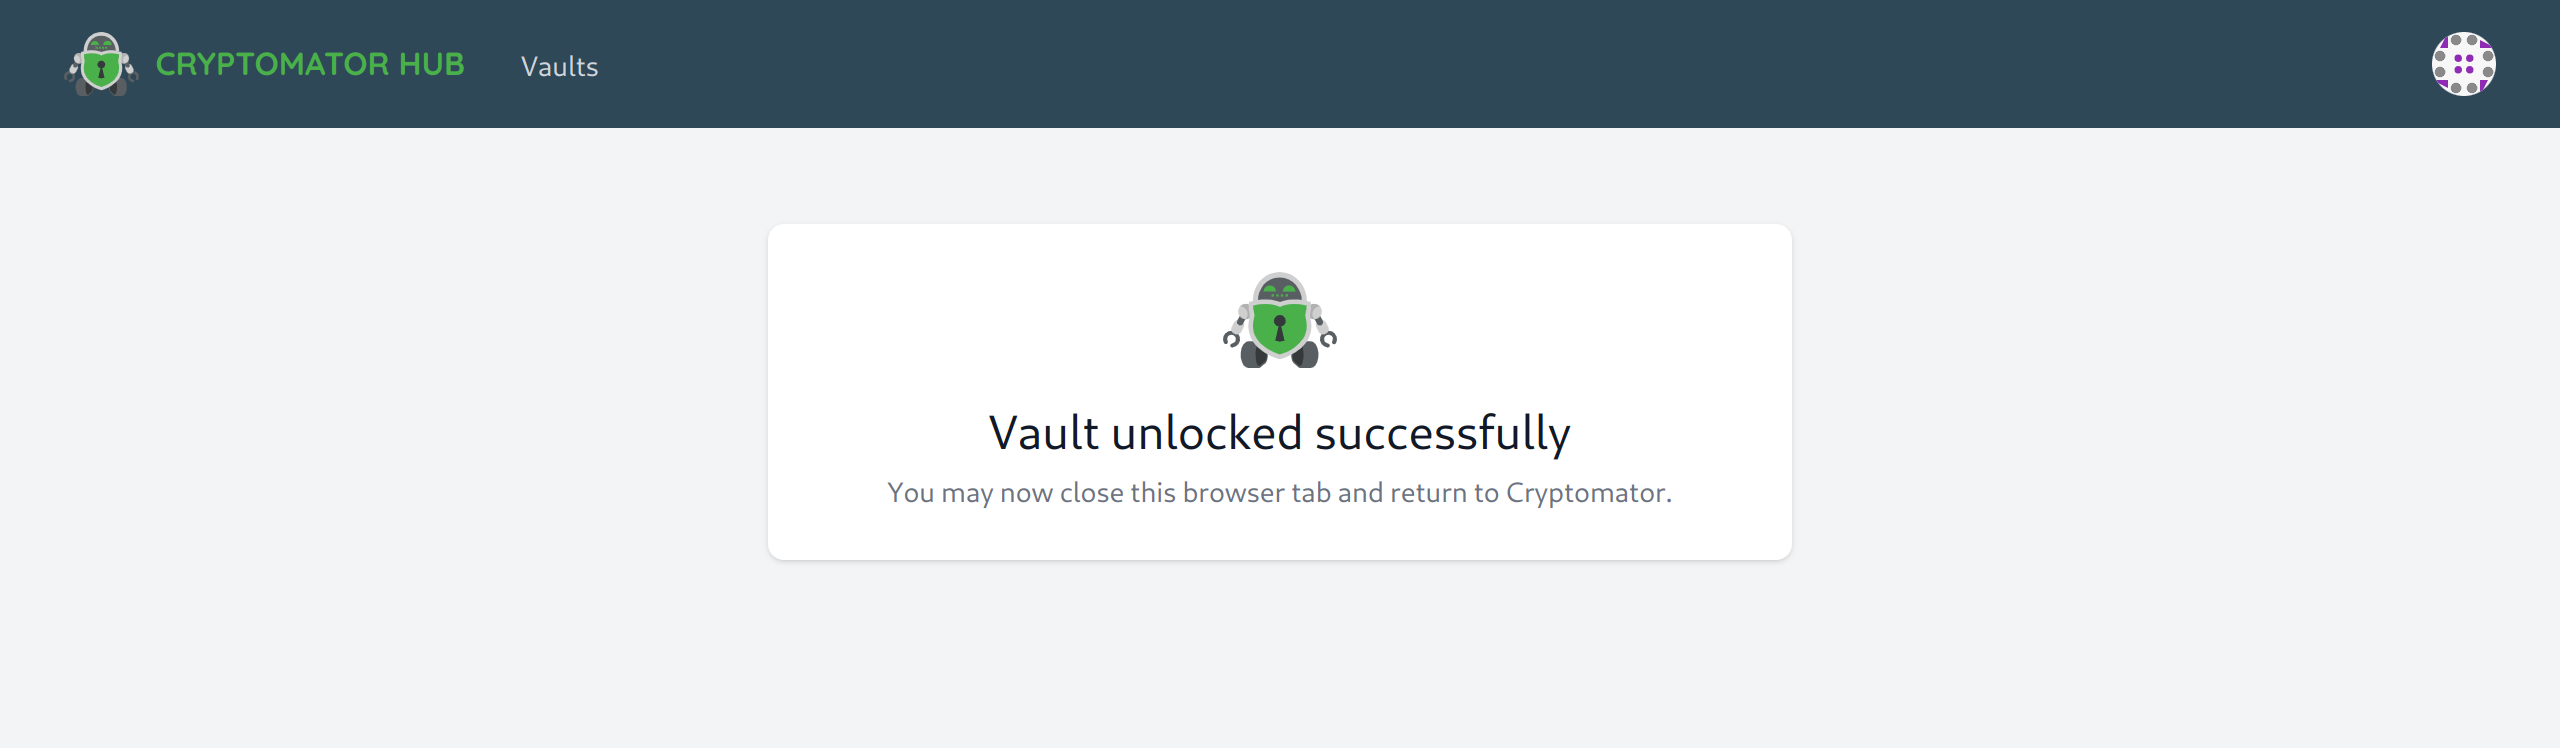 CRYPTOMATOR HUB
Vaults
Vault unlocked successfully
You may now close this browser tab and return to Cryptomator.